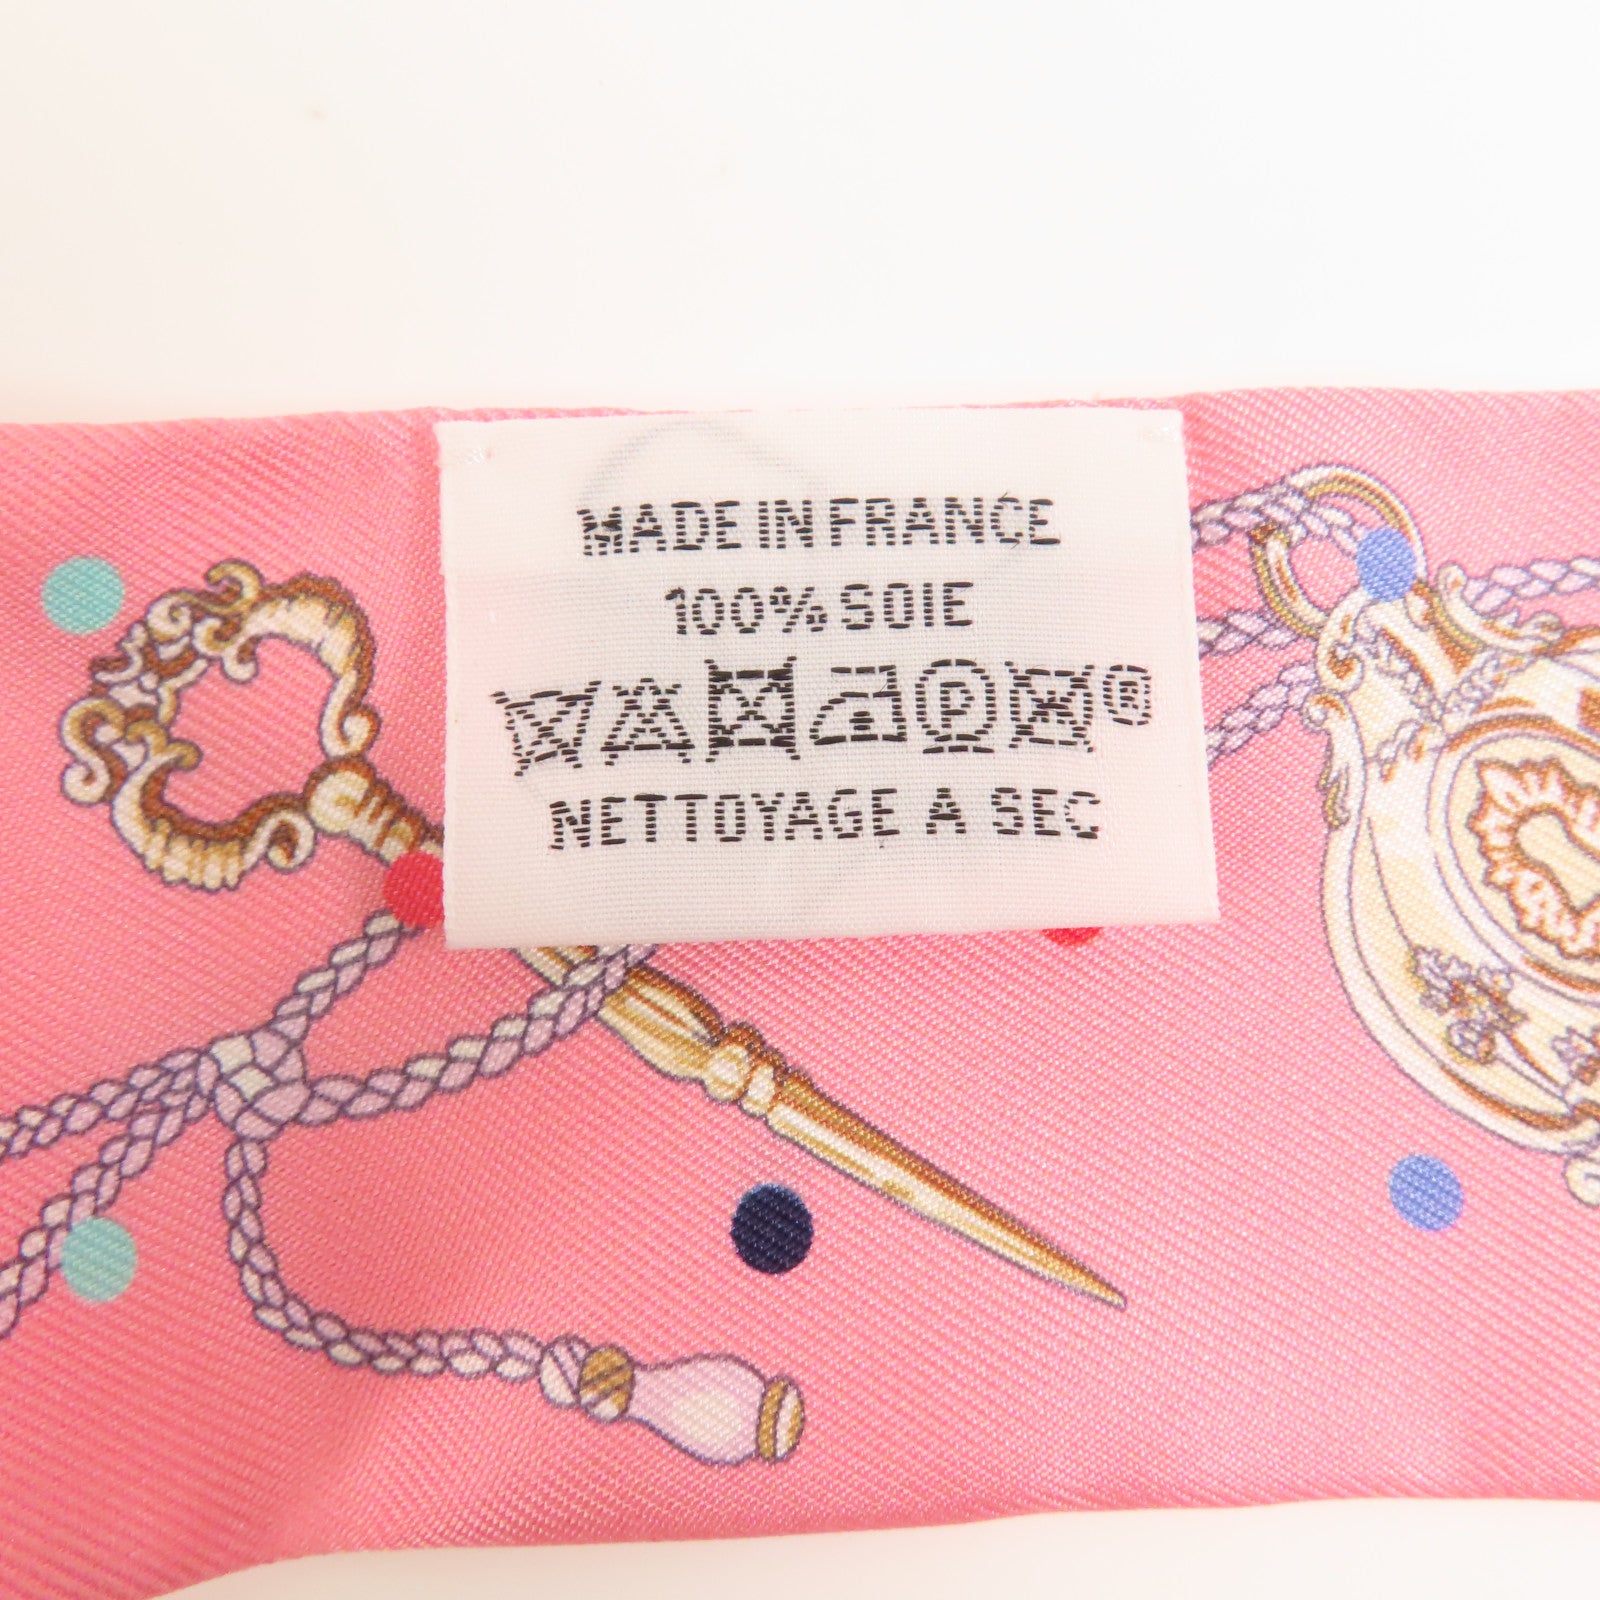 MADE IN FRANCE
100% SOIE
P ®
NETTOYAGE A SEC